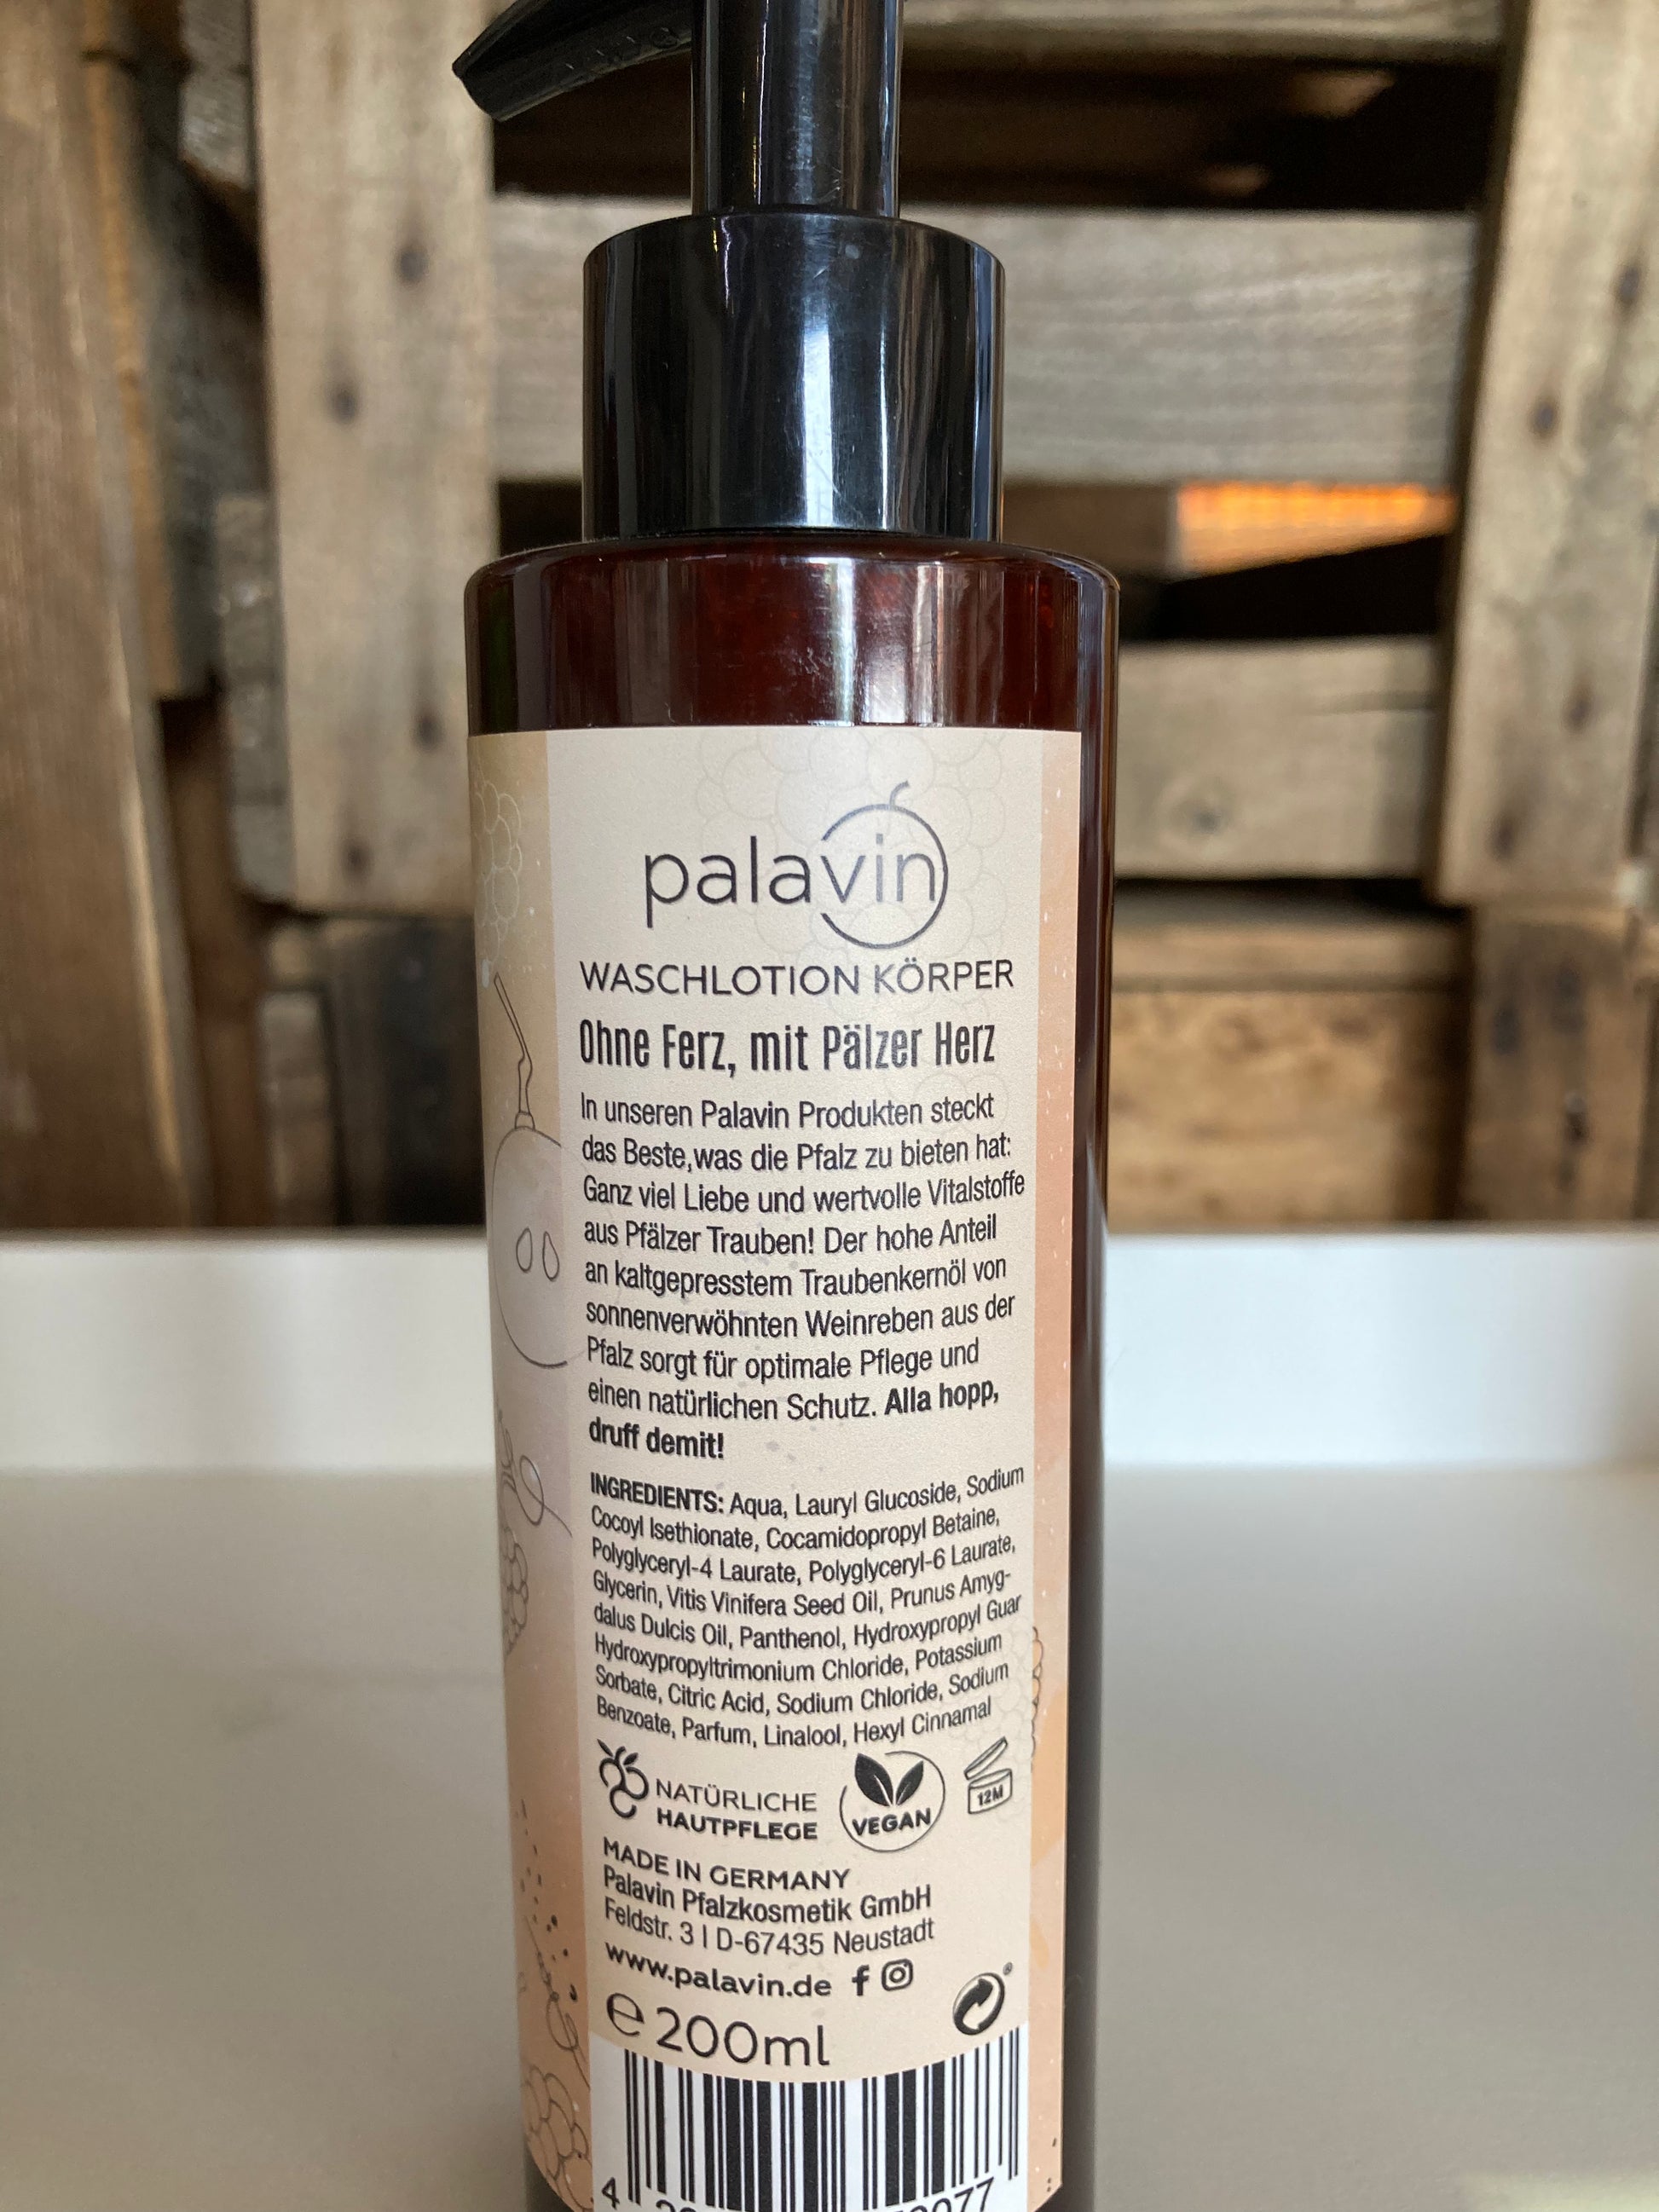 palavin
WASCHLOTION KÖRPER
Ohne Ferz, mit Pälzer Herz
In unseren Palavin Produkten steckt
das Beste,was die Pfalz zu bieten hat:
Ganz viel Liebe und wertvolle Vitalstoffe
aus Pfälzer Trauben! Der hohe Anteil
an kaltgepresstem Traubenkernöl von
sonnenverwöhnten Weinreben aus der
Pfalz sorgt für optimale Pflege und
einen natürlichen Schutz. Alla hopp,
druff demit!
INGREDIENTS: Aqua, Lauryl Glucoside, Sodium
Cocoyl Isethionate, Cocamidopropyl Betaine,
Polyglyceryl-4 Laurate, Polyglyceryl-6 Laurate,
Glycerin, Vitis Vinifera Seed Oil, Prunus Amyg-
dalus Dulcis Oil, Panthenol, Hydroxypropyl Guar
Hydroxypropyltrimonium Chloride, Potassium
Sorbate, Citric Acid, Sodium Chloride, Sodium
Benzoate, Parfum, Linalool, Hexyl Cinnamal
NATÜRLICHE
HAUTPFLEGE
VEGAN
12M
MADE IN GERMANY
Palavin Pfalzkosmetik GmbH
Feldstr. 3 | D-67435 Neustadt
www.palavin.de
℮ 200ml
4